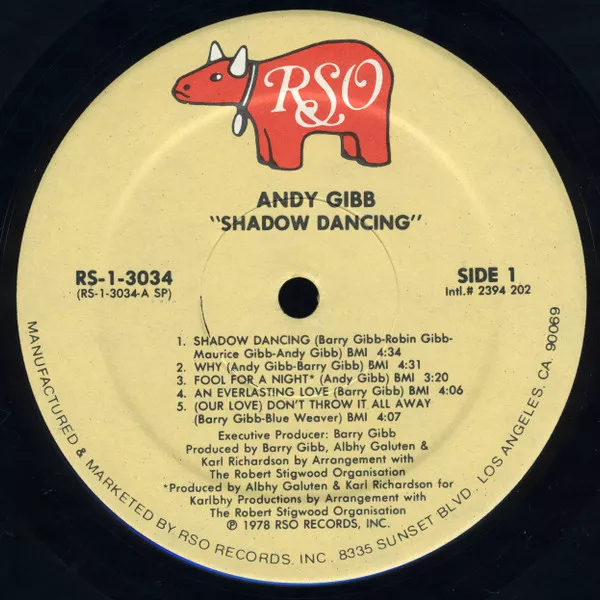 RSO
ANDY GIBB
"SHADOW DANCING"
RS-1-3034
(RS-1-3034-A SP)
SIDE 1
Intl.# 2394 202
1. SHADOW DANCING (Barry Gibb-Robin Gibb-
Maurice Gibb-Andy Gibb) BMI 4:34
2. WHY (Andy Gibb-Barry Gibb) BMI 4:31
3. FOOL FOR A NIGHT* (Andy Gibb) BMI 3:20
4. AN EVERLASTING LOVE (Barry Gibb) BMI 4:06
5. (OUR LOVE) DON'T THROW IT ALL AWAY
(Barry Gibb-Blue Weaver) BMI 4:07
Executive Producer: Barry Gibb
Produced by Barry Gibb, Albhy Galuten &
Karl Richardson by Arrangement with
The Robert Stigwood Organisation
*Produced by Albhy Galuten & Karl Richardson for
Karlbhy Productions by Arrangement with
The Robert Stigwood Organisation
℗ 1978 RSO RECORDS, INC.
MANUFACTURED & MARKETED BY RSO RECORDS, INC., 8335 SUNSET BLVD., LOS ANGELES, CA. 90069